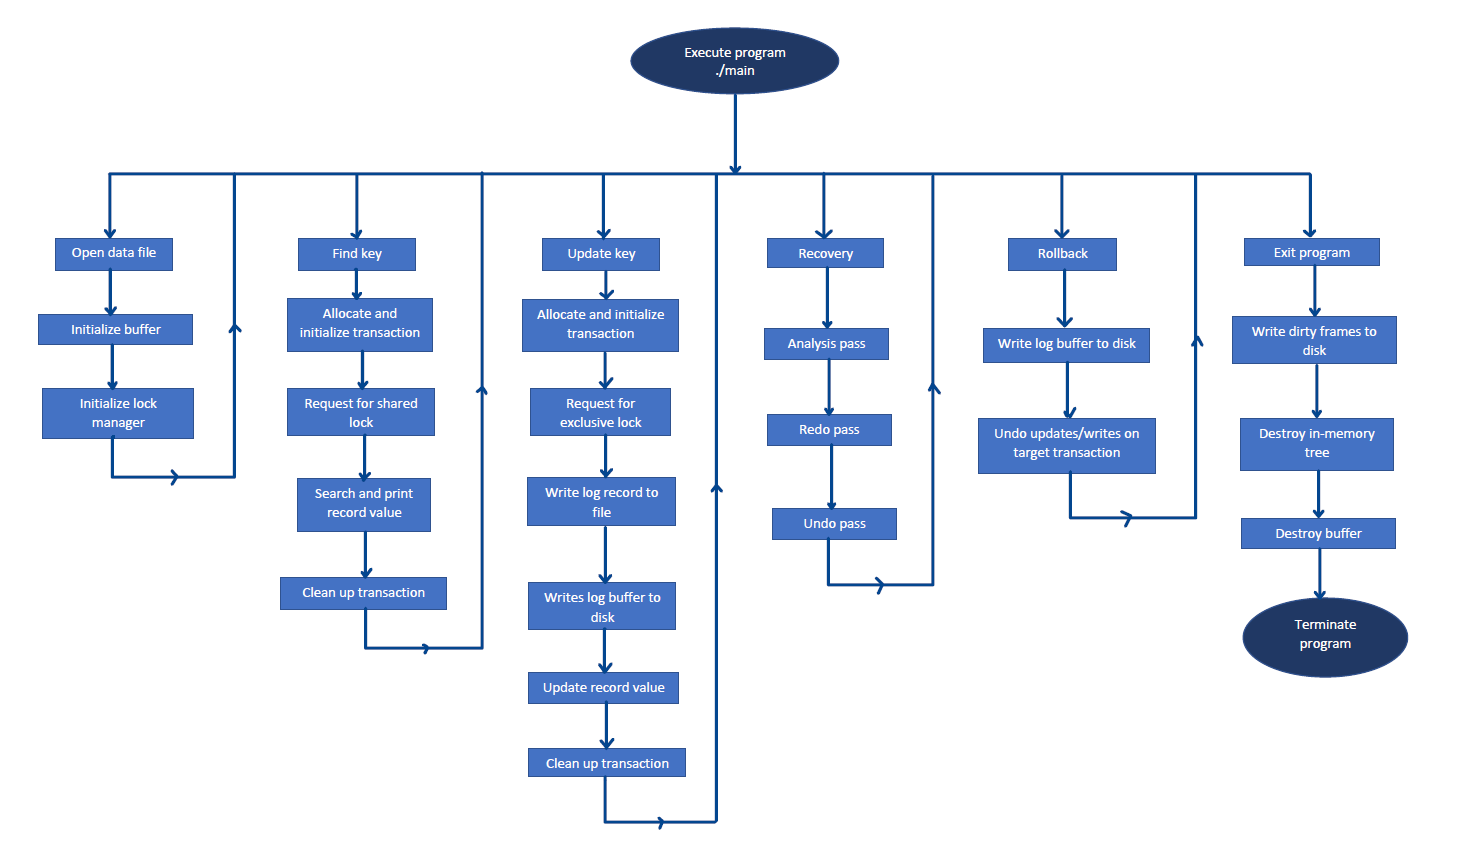 Execute program
./main
Open data file
Initialize buffer
Initialize lock
manager
Find key
Allocate and
initialize transaction
Request for shared
lock
Search and print
record value
Clean up transaction
Update key
Allocate and initialize
transaction
Request for
exclusive lock
Write log record to
file
Writes log buffer to
disk
Update record value
Clean up transaction
Recovery
Analysis pass
Redo pass
Undo pass
Rollback
Write log buffer to disk
Undo updates/writes on
target transaction
Exit program
Write dirty frames to
disk
Destroy in-memory
tree
Destroy buffer
Terminate
program